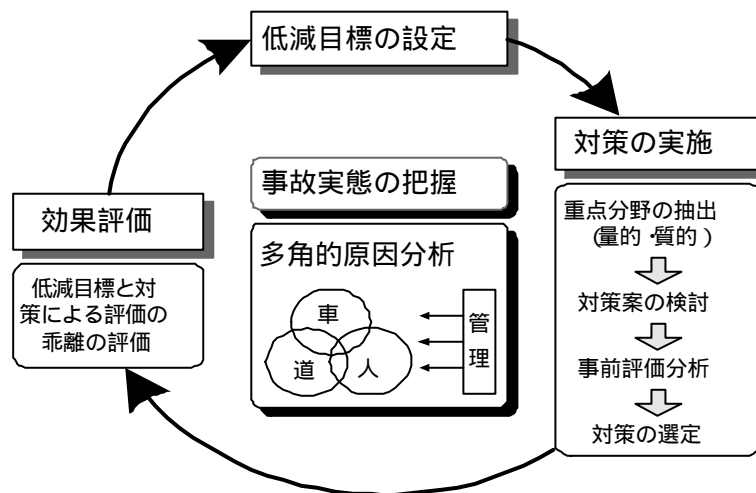 低減目標の設定
対策の実施
重点分野の抽出
(量的・質的)
対策案の検討
事前評価分析
対策の選定
効果評価
低減目標と対
策による評価の
乖離の評価
事故実態の把握
多角的原因分析
車
道
人
管
理